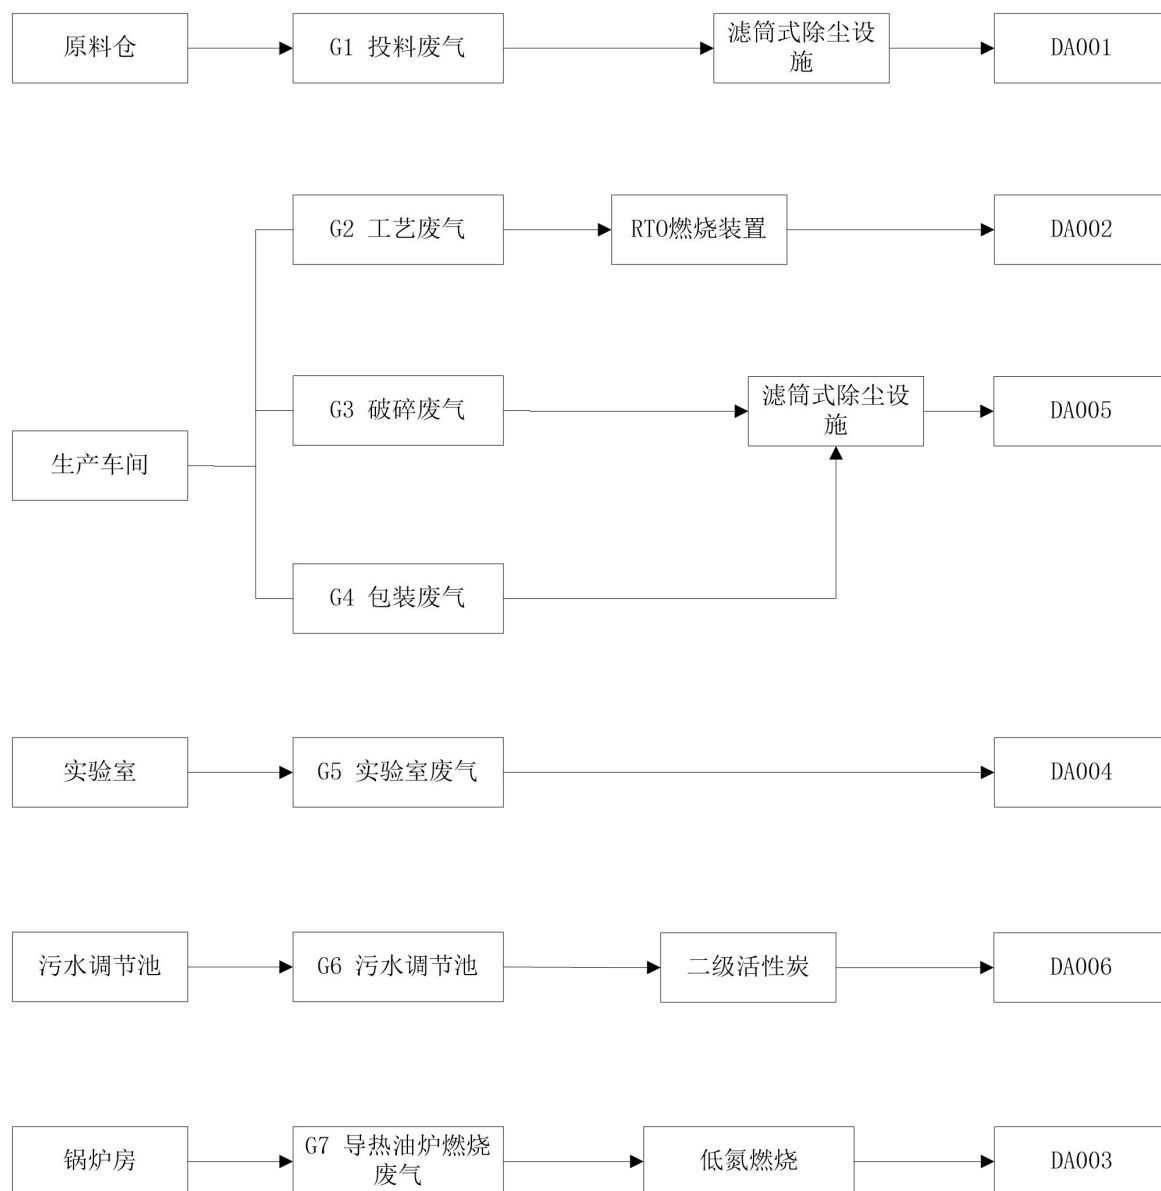 原料仓
G1 投料废气
滤筒式除尘设
施
DA001
G2 工艺废气
RTO燃烧装置
DA002
G3 破碎废气
滤筒式除尘设
施
DA005
生产车间
G4 包装废气
实验室
G5 实验室废气
DA004
污水调节池
G6 污水调节池
二级活性炭
DA006
锅炉房
G7 导热油炉燃烧
废气
低氮燃烧
DA003